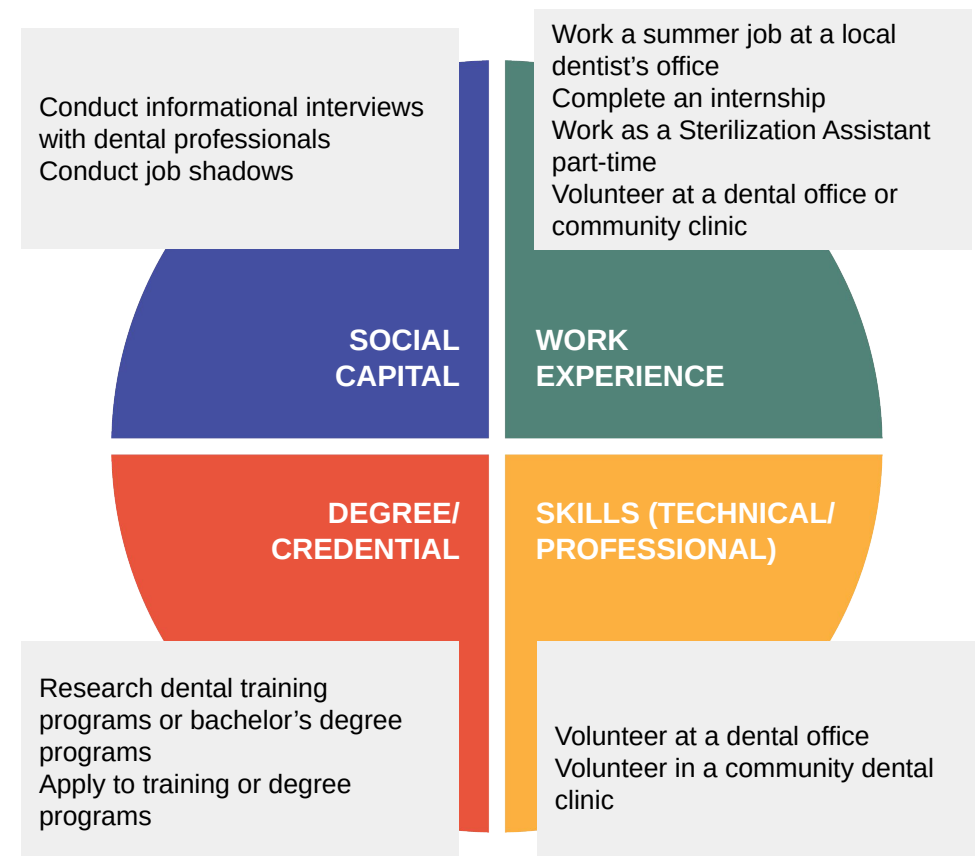 Conduct informational interviews
with dental professionals
Conduct job shadows
Work a summer job at a local
dentist’s office
Complete an internship
Work as a Sterilization Assistant
part-time
Volunteer at a dental office or
community clinic
SOCIAL
CAPITAL
WORK
EXPERIENCE
DEGREE/
CREDENTIAL
SKILLS (TECHNICAL/
PROFESSIONAL)
Research dental training
programs or bachelor’s degree
programs
Apply to training or degree
programs
Volunteer at a dental office
Volunteer in a community dental
clinic